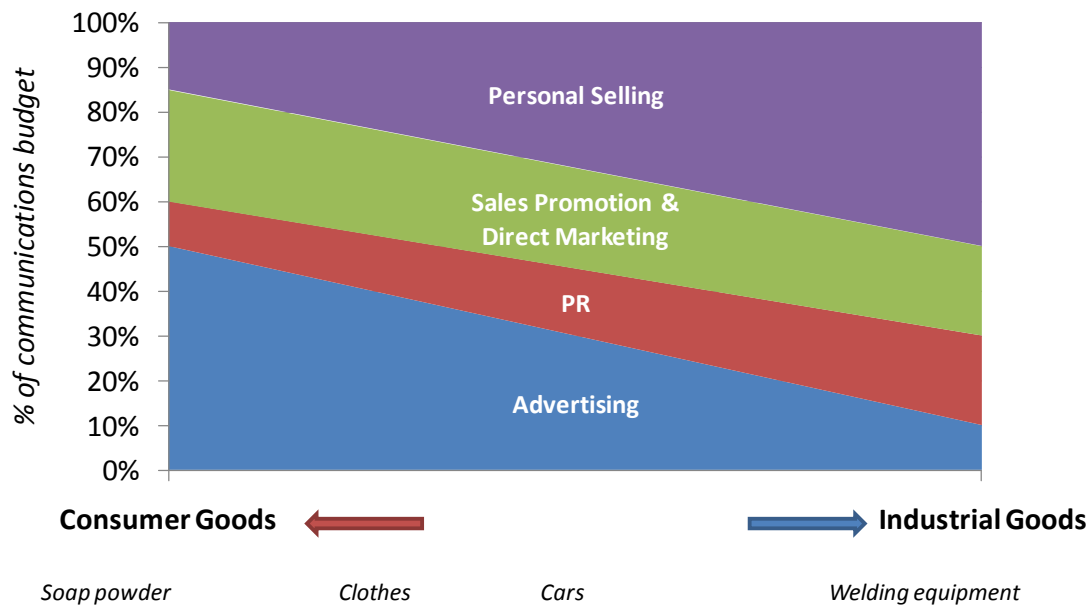 % of communications budget
100%
90%
80%
70%
60%
50%
40%
30%
20%
10%
0%
Personal Selling
Sales Promotion &
Direct Marketing
PR
Advertising
Consumer Goods
Industrial Goods
Soap powder
Clothes
Cars
Welding equipment